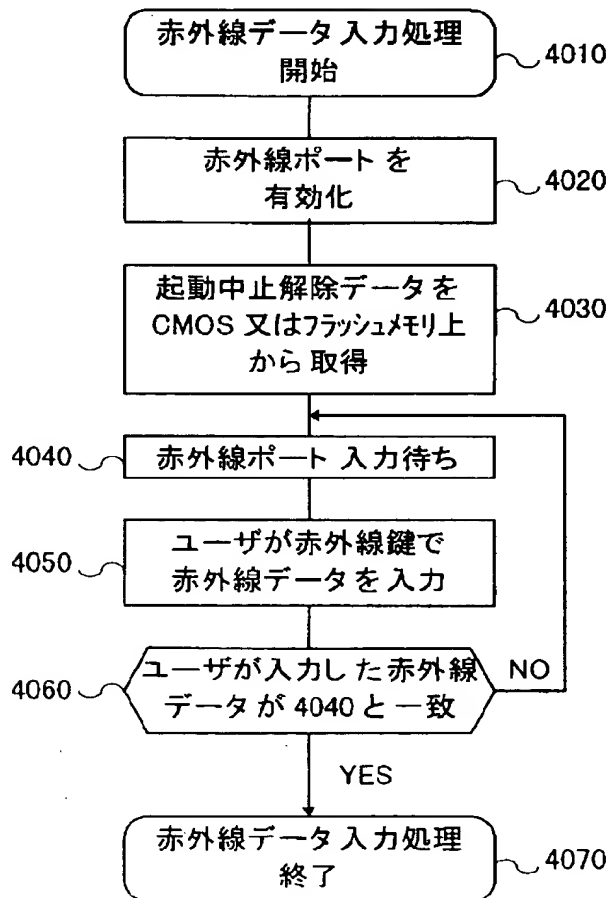 赤外線データ入力処理
開始
4010
赤外線ポートを
有効化
4020
起動中止解除データを
CMOS又はフラッシュメモリ上
から取得
4030
4040
赤外線ポート入力待ち
4050
ユーザが赤外線鍵で
赤外線データを入力
4060
ユーザが入力した赤外線
データが4040と一致
NO
YES
赤外線データ入力処理
終了
4070